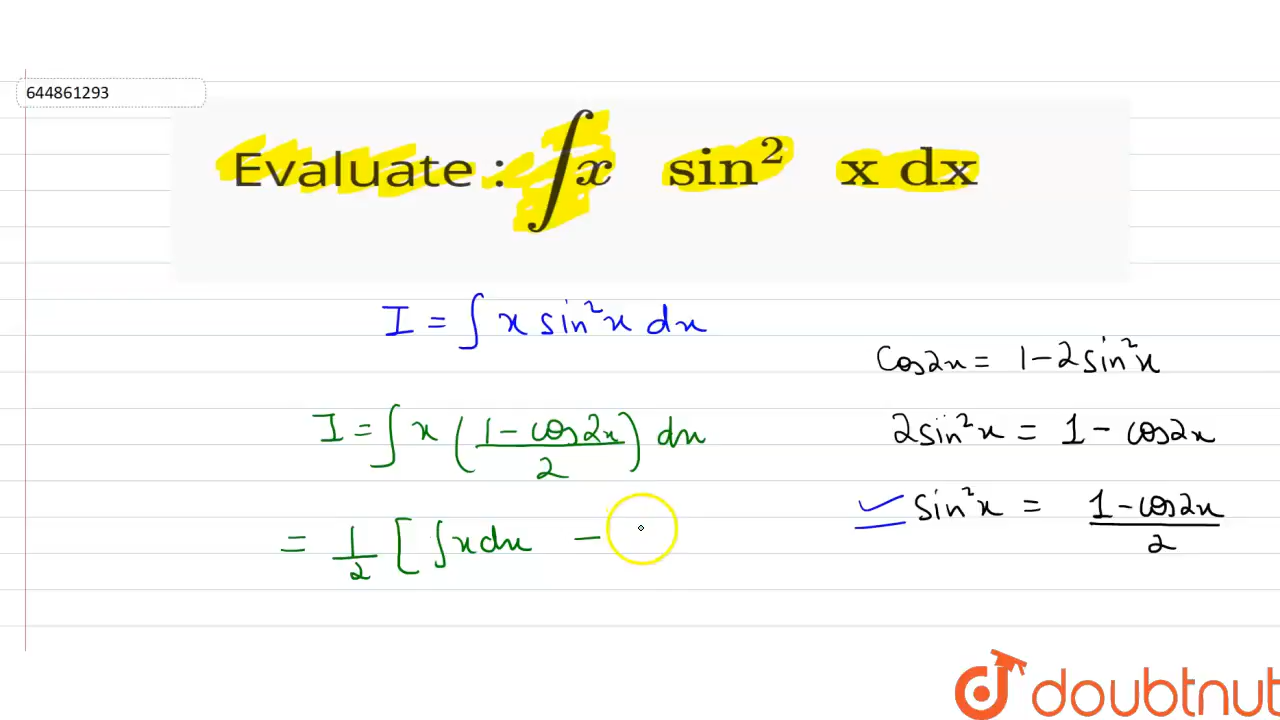 644861293
Evaluate : ∫x sin² x dx
I = ∫ x sin²x dx
cos2x = 1-2sin²x
I = ∫ x (1-cos2x/2) dx
2sin²x = 1 - cos2x
sin²x = 1-cos2x/2
= 1/2 [ ∫xdx -
doubtnut